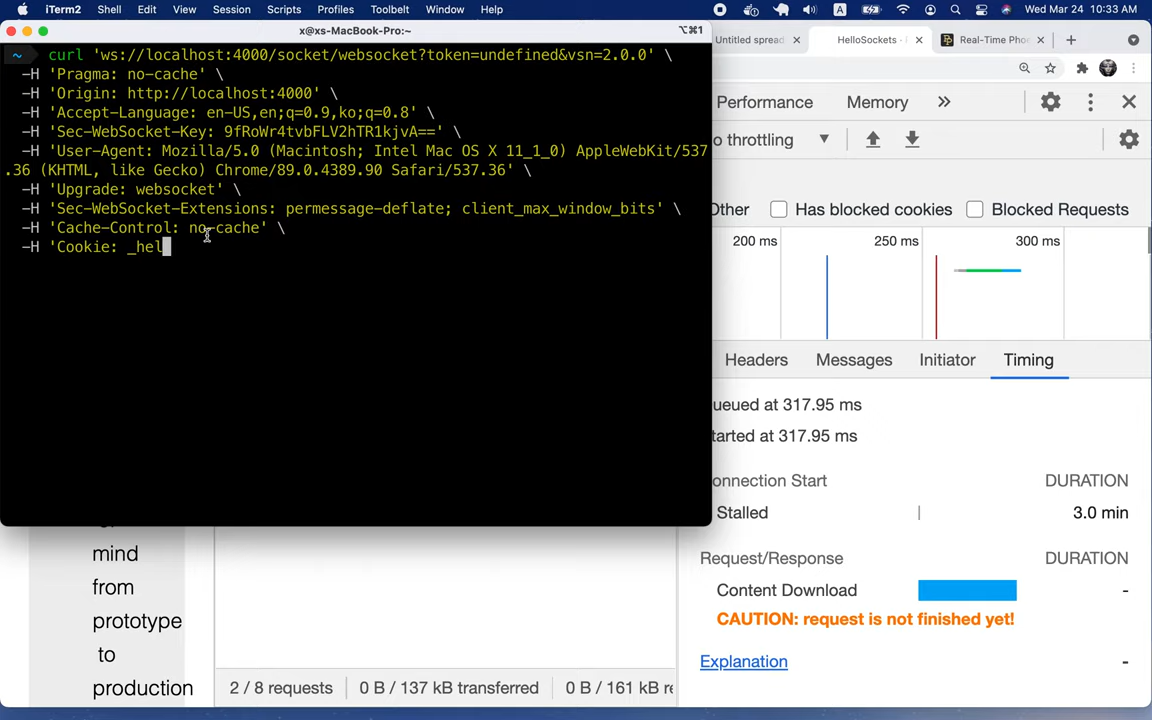 iTerm2 Shell Edit View Session Scripts Profiles Toolbelt Window Help A Wed Mar 24 10:33 AM
x@xs-MacBook-Pro:~ ⌥⌘1
Untitled spread × HelloSockets - × Real-Time Pho × +
~ curl 'ws://localhost:4000/socket/websocket?token=undefined&vsn=2.0.0' \
-H 'Pragma: no-cache' \
-H 'Origin: http://localhost:4000' \
-H 'Accept-Language: en-US,en;q=0.9,ko;q=0.8' \
-H 'Sec-WebSocket-Key: 9fRoWr4tvbFLV2hTR1kjvA==' \
-H 'User-Agent: Mozilla/5.0 (Macintosh; Intel Mac OS X 11_1_0) AppleWebKit/537
.36 (KHTML, like Gecko) Chrome/89.0.4389.90 Safari/537.36' \
-H 'Upgrade: websocket' \
-H 'Sec-WebSocket-Extensions: permessage-deflate; client_max_window_bits' \
-H 'Cache-Control: no-cache' \
-H 'Cookie: _hel
Performance Memory »
o throttling
Other Has blocked cookies Blocked Requests
200 ms 250 ms 300 ms
Headers Messages Initiator Timing
ueued at 317.95 ms
tarted at 317.95 ms
onnection Start DURATION
Stalled 3.0 min
Request/Response DURATION
Content Download -
CAUTION: request is not finished yet!
Explanation -
mind
from
prototype
to
production
2 / 8 requests 0 B / 137 kB transferred 0 B / 161 kB re